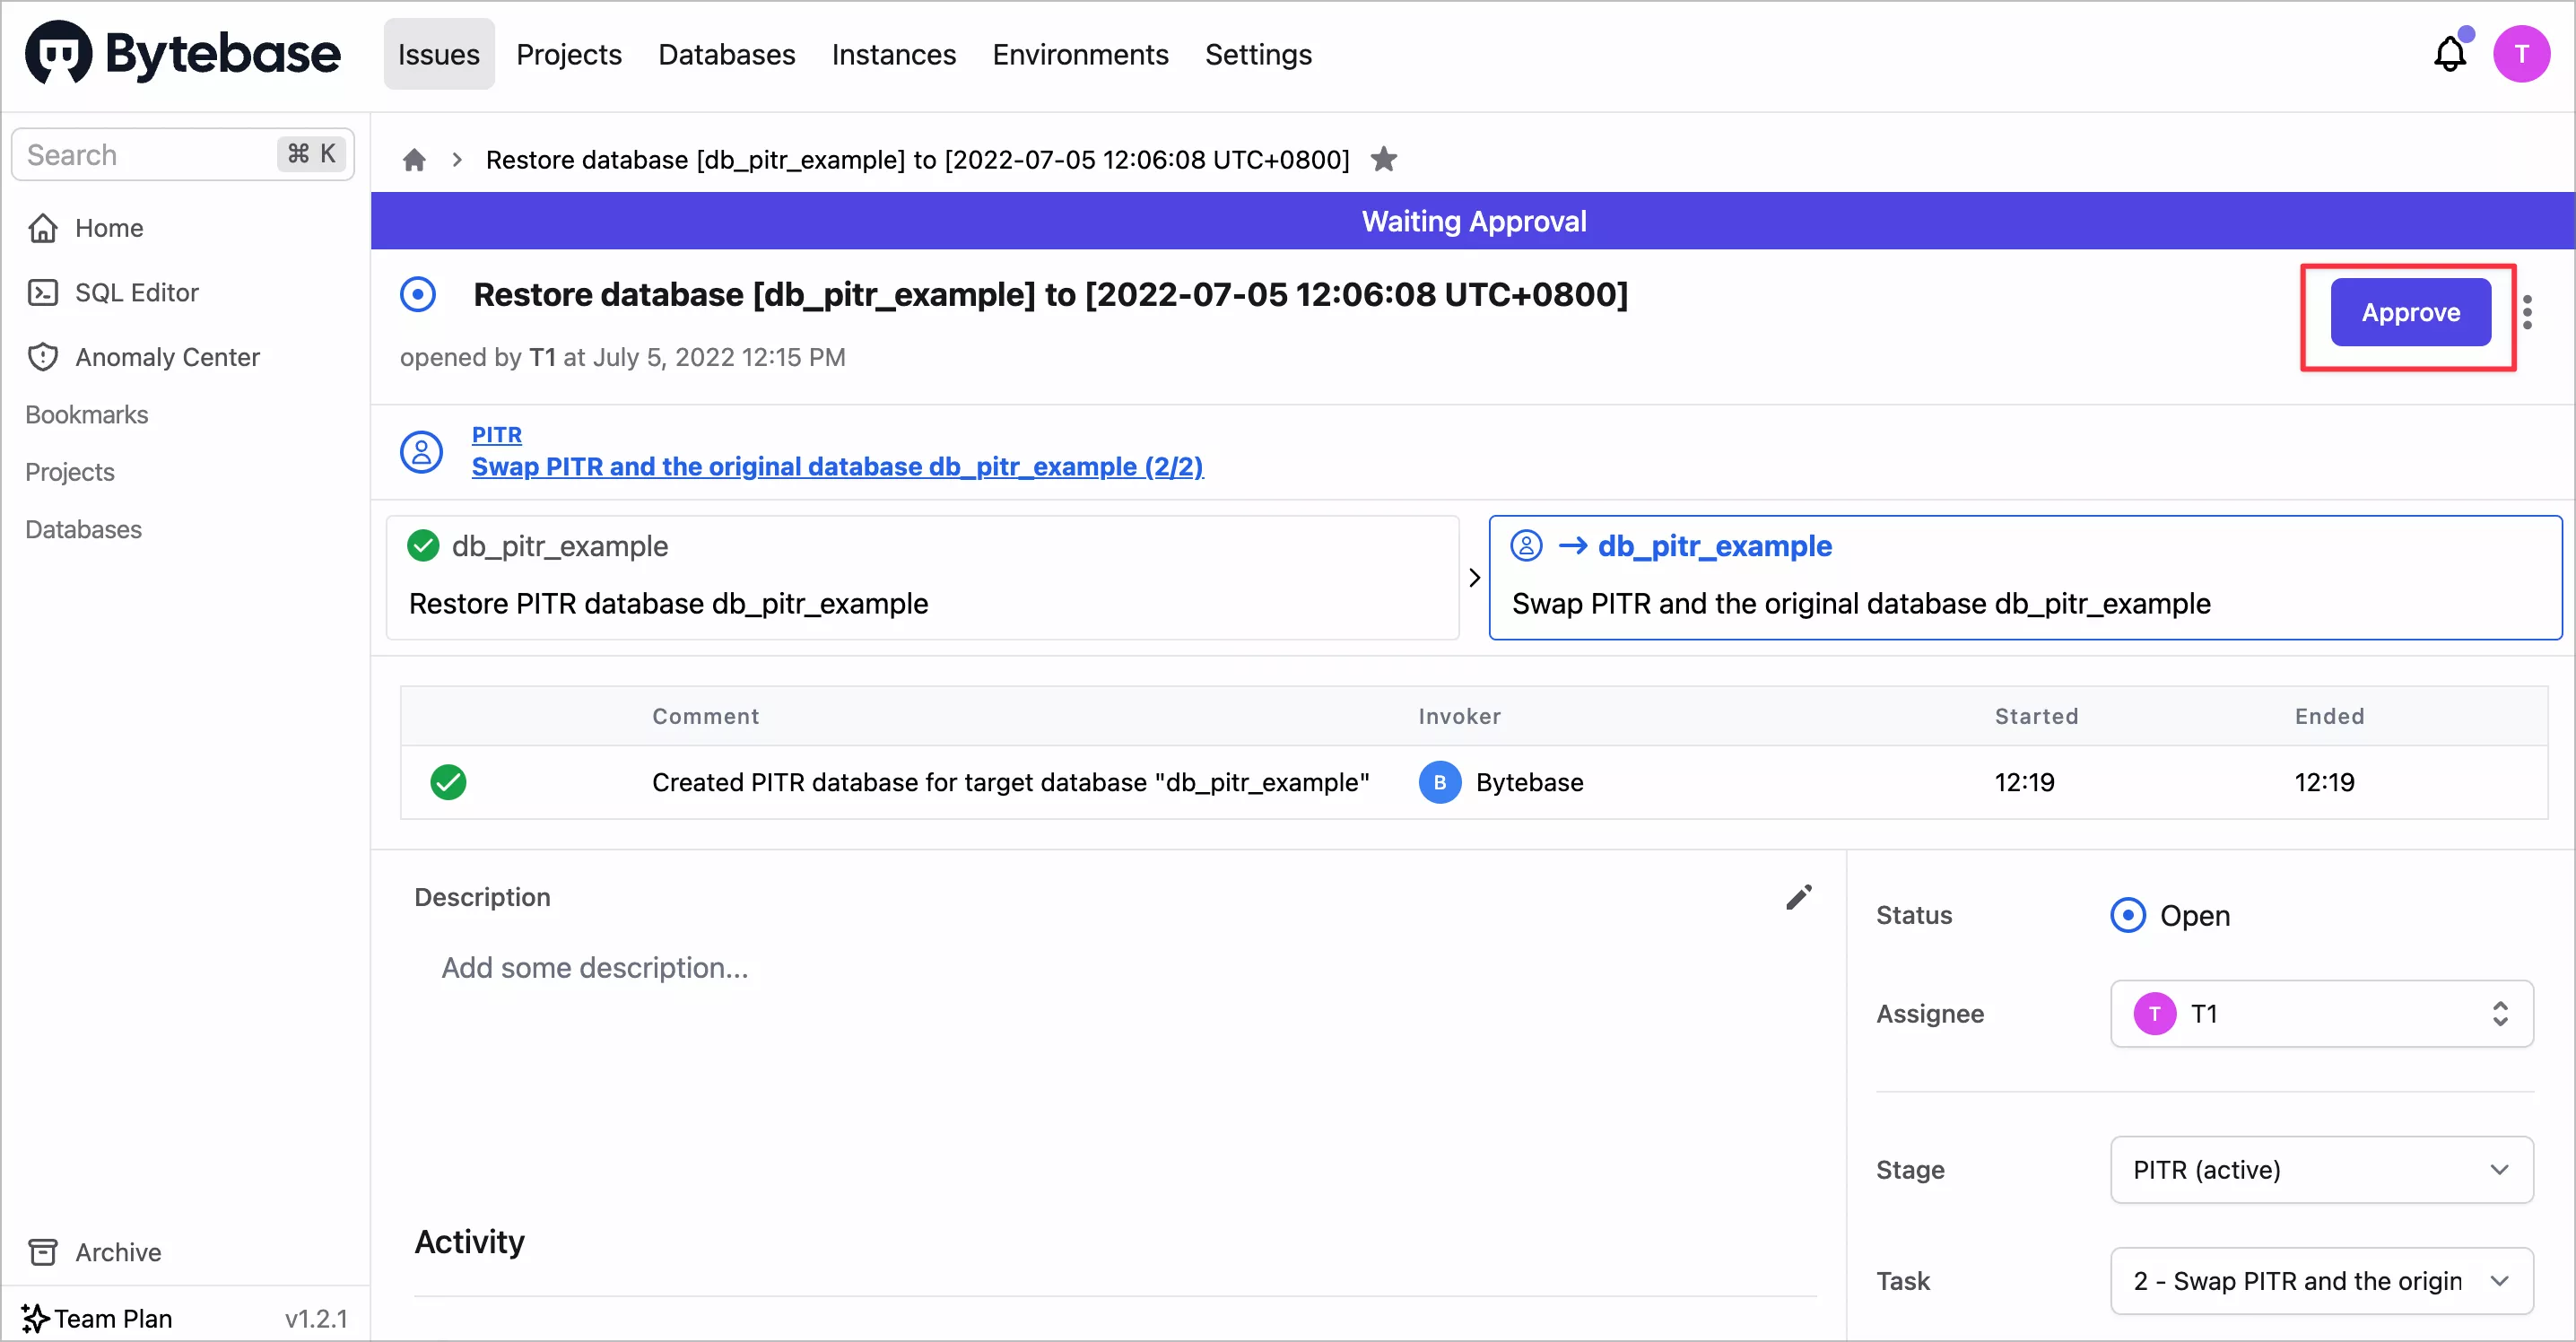 Bytebase
Issues
Projects
Databases
Instances
Environments
Settings
T
Search
⌘ K
Home
SQL Editor
Anomaly Center
Bookmarks
Projects
Databases
Archive
Team Plan
v1.2.1
Restore database [db_pitr_example] to [2022-07-05 12:06:08 UTC+0800]
Waiting Approval
Restore database [db_pitr_example] to [2022-07-05 12:06:08 UTC+0800]
opened by T1 at July 5, 2022 12:15 PM
Approve
PITR
Swap PITR and the original database db_pitr_example (2/2)
db_pitr_example
Restore PITR database db_pitr_example
→ db_pitr_example
Swap PITR and the original database db_pitr_example
Comment Invoker Started Ended
Created PITR database for target database "db_pitr_example" B Bytebase 12:19 12:19
Description
Add some description...
Activity
Status Open
Assignee T T1
Stage PITR (active)
Task 2 - Swap PITR and the origin